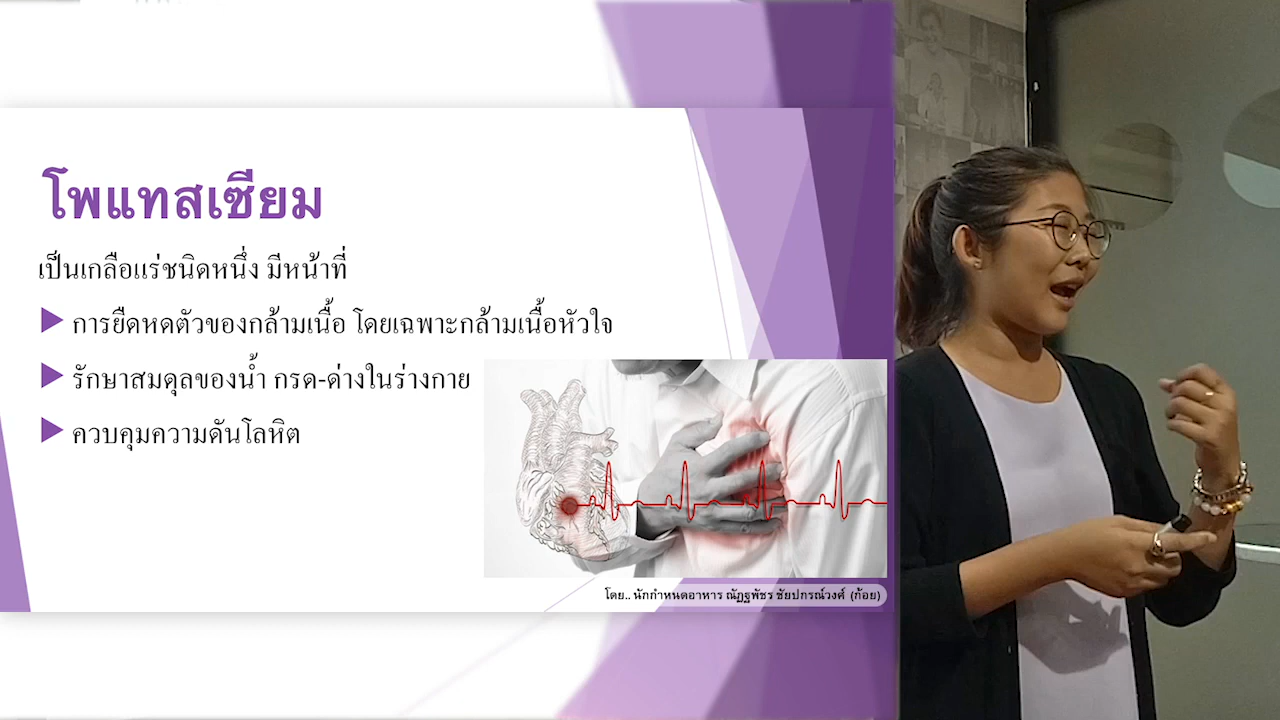 โพแทสเซียม
เป็นเกลือแร่ชนิดหนึ่ง มีหน้าที่
การยืดหดตัวของกล้ามเนื้อ โดยเฉพาะกล้ามเนื้อหัวใจ
รักษาสมดุลของน้ำ กรด-ด่างในร่างกาย
ควบคุมความดันโลหิต
โดย.. นักกำหนดอาหาร ณัฏฐพัชร ชัยปกรณ์วงศ์ (ก้อย)